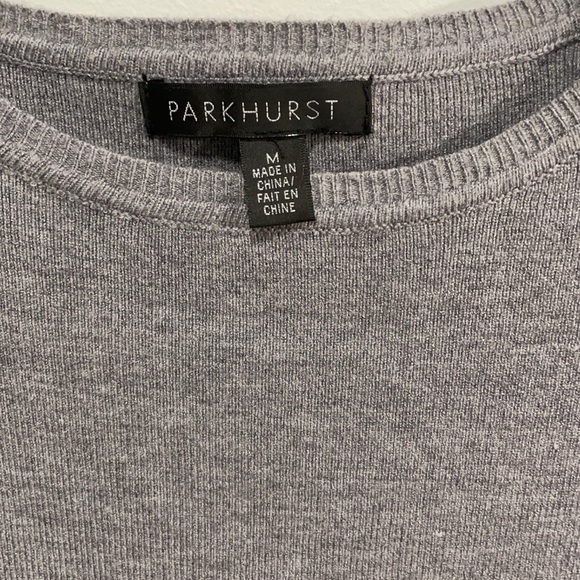 PARKHURST
M
MADE IN
CHINA/
FAIT EN
CHINE